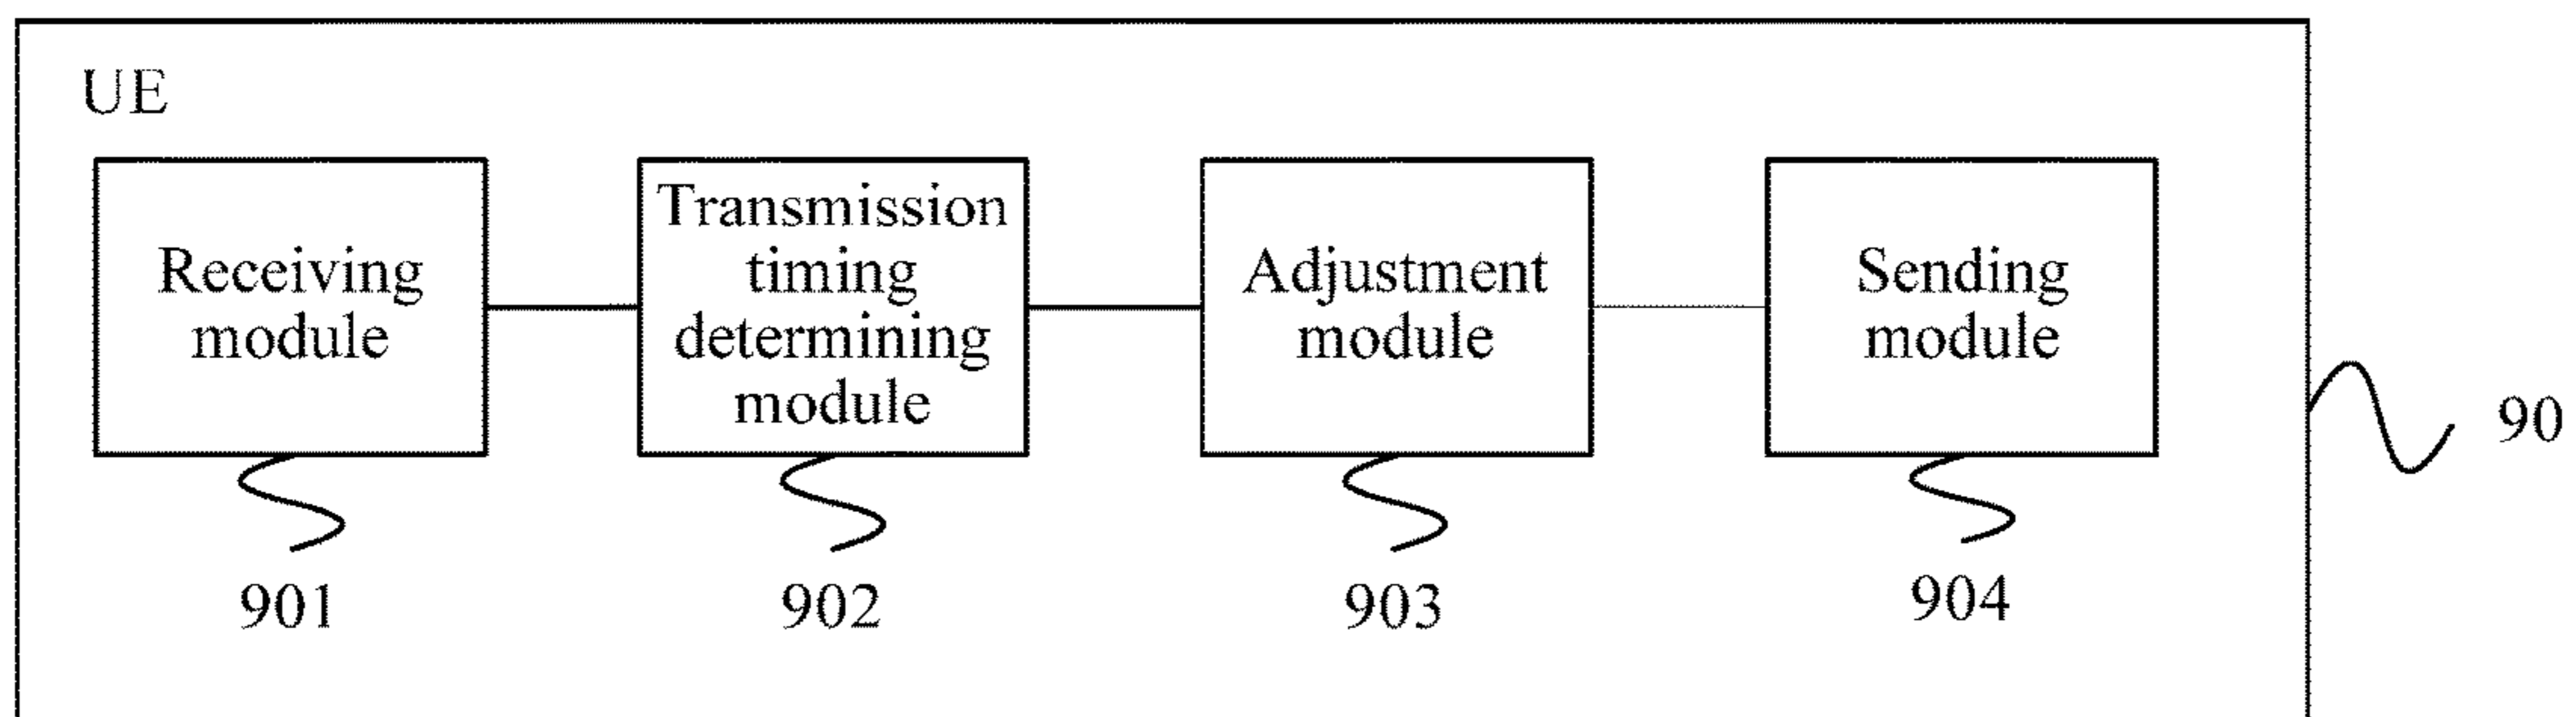 UE
Receiving
module
Transmission
timing
determining
module
Adjustment
module
Sending
module
90
901
902
903
904